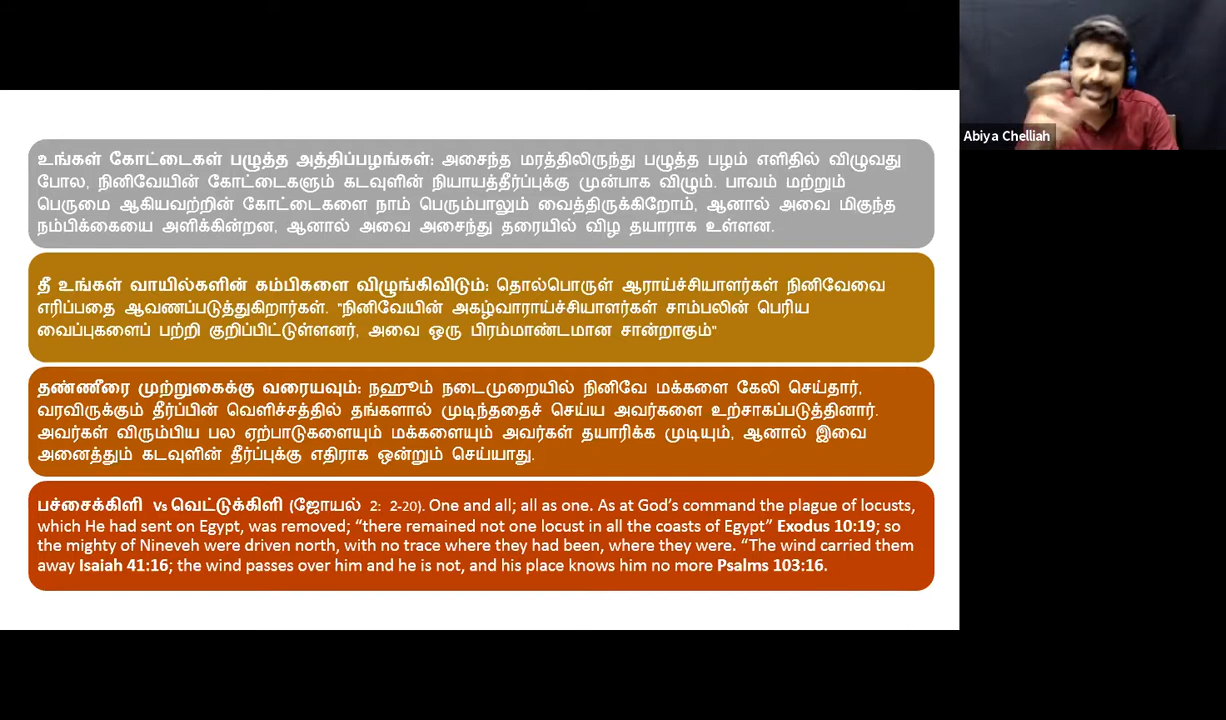 Abiya Chelliah
உங்கள் கோட்டைகள் பழுத்த அத்திப்பழங்கள்: அசைந்த மரத்திலிருந்து பழுத்த பழம் எளிதில் விழுவது
போல, நினிவேயின் கோட்டைகளும் கடவுளின் நியாயத்தீர்ப்புக்கு முன்பாக விழும். பாவம் மற்றும்
பெருமை ஆகியவற்றின் கோட்டைகளை நாம் பெரும்பாலும் வைத்திருக்கிறோம், ஆனால் அவை மிகுந்த
நம்பிக்கையை அளிக்கின்றன, ஆனால் அவை அசைந்து தரையில் விழ தயாராக உள்ளன.
தீ உங்கள் வாயில்களின் கம்பிகளை விழுங்கிவிடும்: தொல்பொருள் ஆராய்ச்சியாளர்கள் நினிவேவை
எரிப்பதை ஆவணப்படுத்துகிறார்கள். "நினிவேயின் அகழ்வாராய்ச்சியாளர்கள் சாம்பலின் பெரிய
வைப்புகளைப் பற்றி குறிப்பிட்டுள்ளனர், அவை ஒரு பிரம்மாண்டமான சான்றாகும்"
தண்ணீரை முற்றுகைக்கு வரையவும்: நஹூம் நடைமுறையில் நினிவே மக்களை கேலி செய்தார்,
வரவிருக்கும் தீர்ப்பின் வெளிச்சத்தில் தங்களால் முடிந்ததைச் செய்ய அவர்களை உற்சாகப்படுத்தினார்.
அவர்கள் விரும்பிய பல ஏற்பாடுகளையும் மக்களையும் அவர்கள் தயாரிக்க முடியும், ஆனால் இவை
அனைத்தும் கடவுளின் தீர்ப்புக்கு எதிராக ஒன்றும் செய்யாது.
பச்சைக்கிளி Vs வெட்டுக்கிளி (ஜோயல் 2: 2-20). One and all; all as one. As at God’s command the plague of locusts,
which He had sent on Egypt, was removed; “there remained not one locust in all the coasts of Egypt” Exodus 10:19; so
the mighty of Nineveh were driven north, with no trace where they had been, where they were. “The wind carried them
away Isaiah 41:16; the wind passes over him and he is not, and his place knows him no more Psalms 103:16.